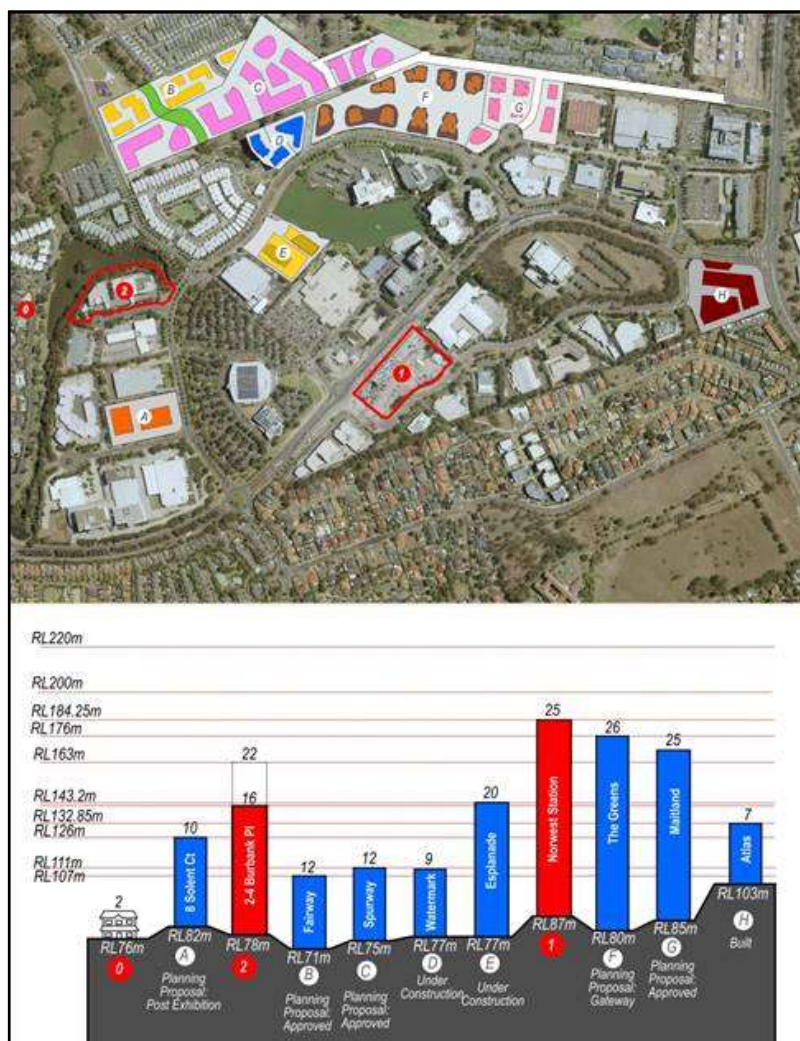 B
C
D
F
G
E
0
2
H
1
A
RL220m
RL200m
RL184.25m
RL176m
RL163m
RL143.2m
RL132.85m
RL126m
RL111m
RL107m
2
10
22
16
12
12
9
20
25
26
25
7
8 Solent Ct
2-4 Burbank Pl
Fairway
Spurway
Watermark
Esplanade
Norwest Station
The Greens
Maitland
Atlas
RL76m
0
RL82m
A
Planning
Proposal:
Post Exhibition
RL78m
2
RL71m
B
Planning
Proposal:
Approved
RL75m
C
Planning
Proposal:
Approved
RL77m
D
Under
Construction
RL77m
E
Under
Construction
RL87m
1
RL80m
F
Planning
Proposal:
Gateway
RL85m
G
Planning
Proposal:
Approved
RL103m
H
Built